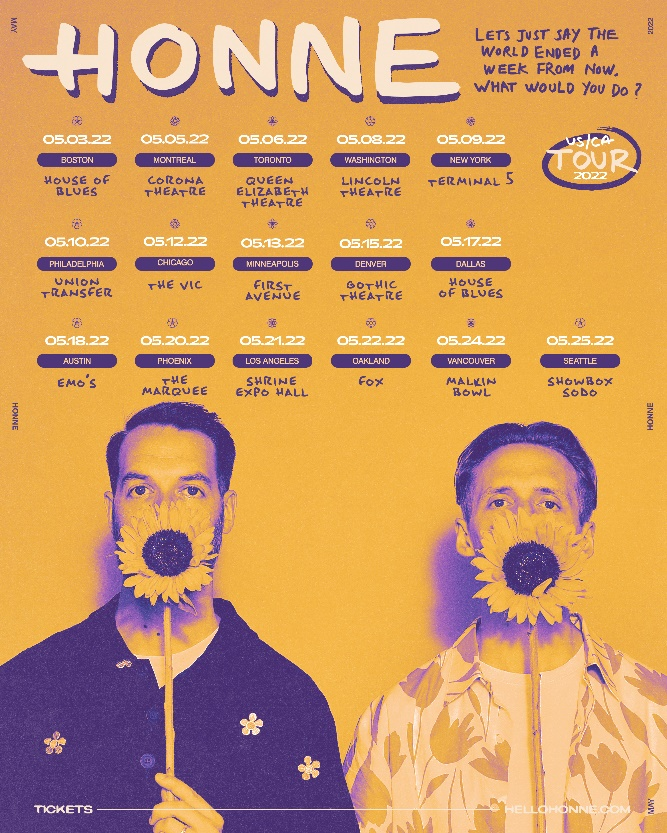 MAY
2022
HONNE
LETS JUST SAY THE
WORLD ENDED A
WEEK FROM NOW.
WHAT WOULD YOU DO?
05.03.22
BOSTON
HOUSE OF
BLUES
05.05.22
MONTREAL
CORONA
THEATRE
05.06.22
TORONTO
QUEEN
ELIZABETH
THEATRE
05.08.22
WASHINGTON
LINCOLN
THEATRE
05.09.22
NEW YORK
TERMINAL 5
US/CA
TOUR
2022
05.10.22
PHILADELPHIA
UNION
TRANSFER
05.12.22
CHICAGO
THE VIC
05.13.22
MINNEAPOLIS
FIRST
AVENUE
05.15.22
DENVER
GOTHIC
THEATRE
05.17.22
DALLAS
HOUSE
OF BLUES
05.18.22
AUSTIN
EMO'S
05.20.22
PHOENIX
THE
MARQUEE
05.21.22
LOS ANGELES
SHRINE
EXPO HALL
05.22.22
OAKLAND
FOX
05.24.22
VANCOUVER
MALKIN
BOWL
05.25.22
SEATTLE
SHOWBOX
SODO
HONNE
HONNE
TICKETS
HELLOHONNE.COM
MAY